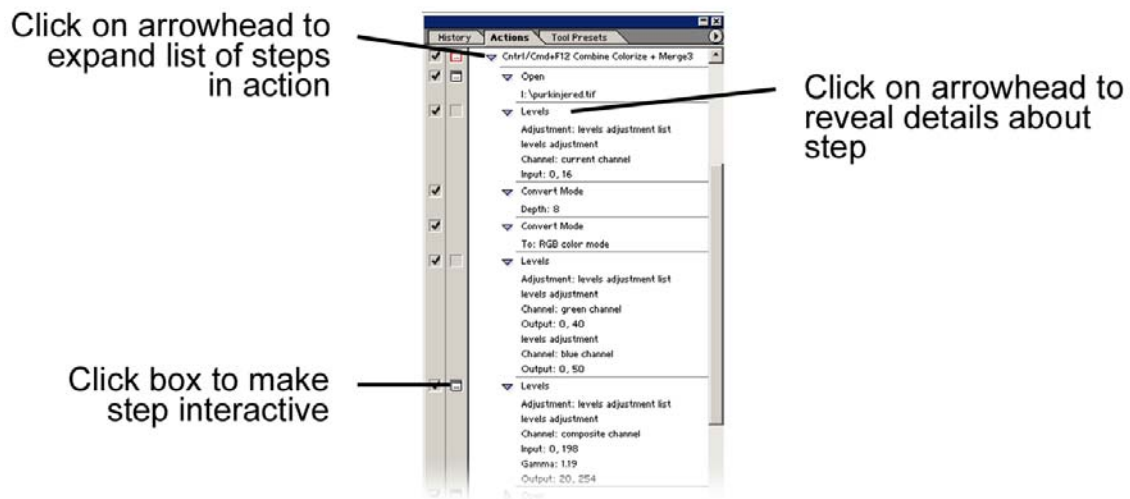 Click on arrowhead to
expand list of steps
in action
History Actions Tool Presets
Cntrl/Cmd+F12 Combine Colorize + Merge3
Open
I:\purkinjered.tif
Levels
Adjustment: levels adjustment list
levels adjustment
Channel: current channel
Input: 0, 16
Convert Mode
Depth: 8
Convert Mode
To: RGB color mode
Levels
Adjustment: levels adjustment list
levels adjustment
Channel: green channel
Output: 0, 40
levels adjustment
Channel: blue channel
Output: 0, 50
Levels
Adjustment: levels adjustment list
levels adjustment
Channel: composite channel
Input: 0, 198
Gamma: 1.19
Output: 20, 254
Click on arrowhead to
reveal details about
step
Click box to make
step interactive